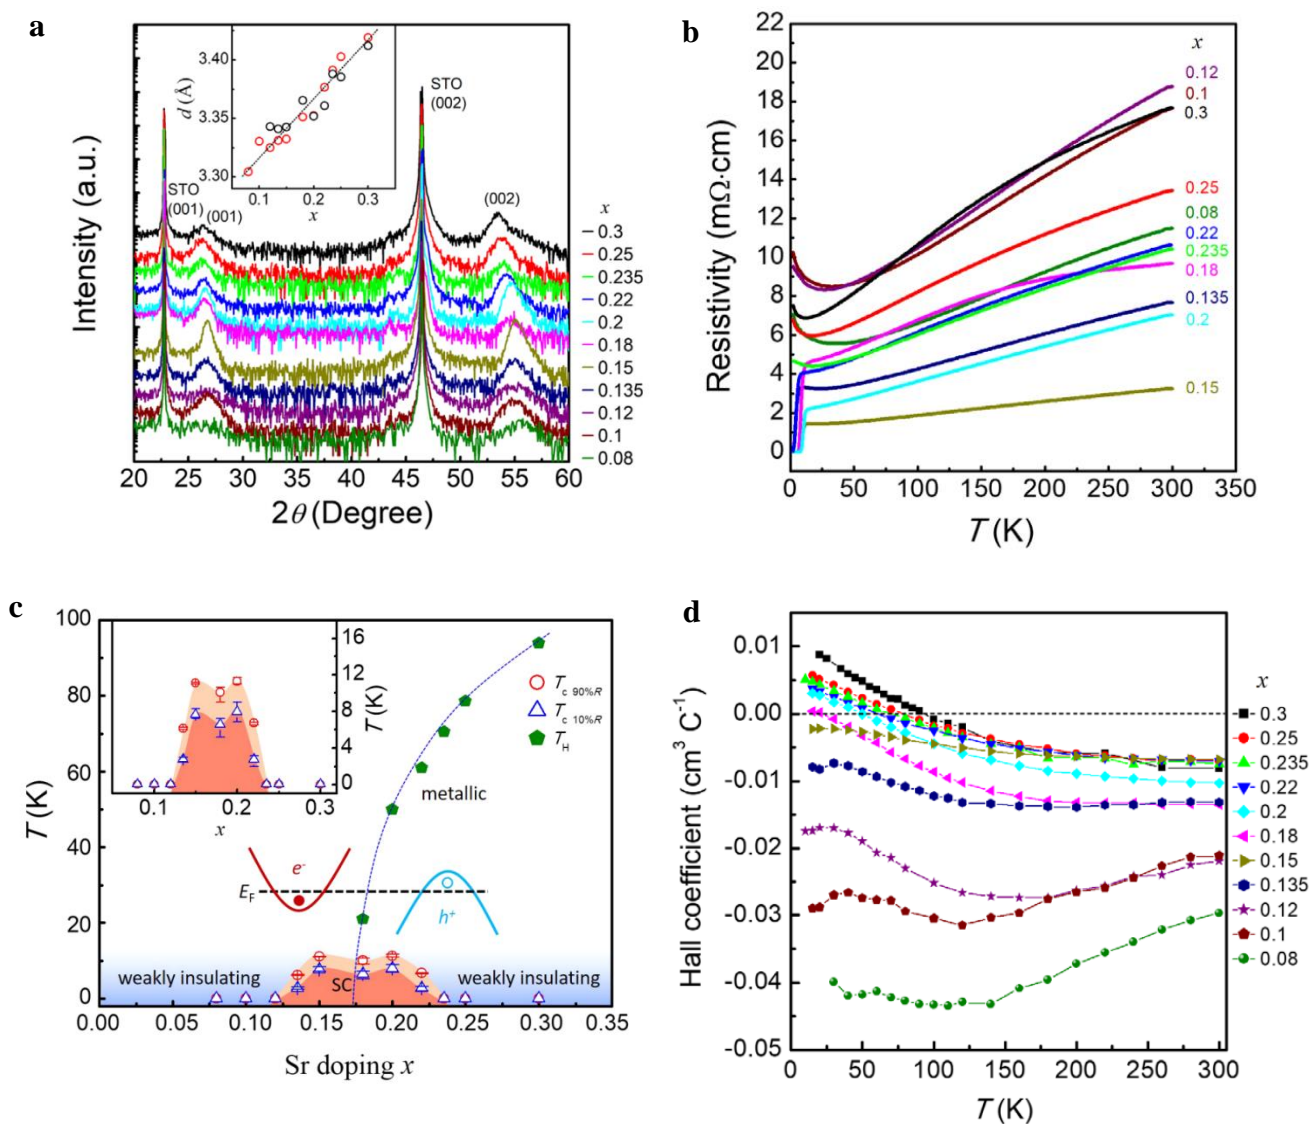 a
Intensity (a.u.)
2θ (Degree)
20 25 30 35 40 45 50 55 60
STO
(001)
(001)
STO
(002)
(002)
d (Å)
3.40
3.35
3.30
0.1 0.2 0.3
x
x
0.3
0.25
0.235
0.22
0.2
0.18
0.15
0.135
0.12
0.1
0.08
b
Resistivity (mΩ·cm)
22
20
18
16
14
12
10
8
6
4
2
0
0 50 100 150 200 250 300 350
T (K)
x
0.12
0.1
0.3
0.25
0.08
0.22
0.235
0.18
0.135
0.2
0.15
c
T (K)
100
80
60
40
20
0
0.00 0.05 0.10 0.15 0.20 0.25 0.30 0.35
Sr doping x
T (K)
16
12
8
4
0
0.1 0.2 0.3
x
Tc 90%R
Tc 10%R
TH
metallic
e-
EF
h+
weakly insulating
SC
weakly insulating
d
Hall coefficient (cm³ C⁻¹)
0.01
0.00
-0.01
-0.02
-0.03
-0.04
-0.05
0 50 100 150 200 250 300
T (K)
x
0.3
0.25
0.235
0.22
0.2
0.18
0.15
0.135
0.12
0.1
0.08